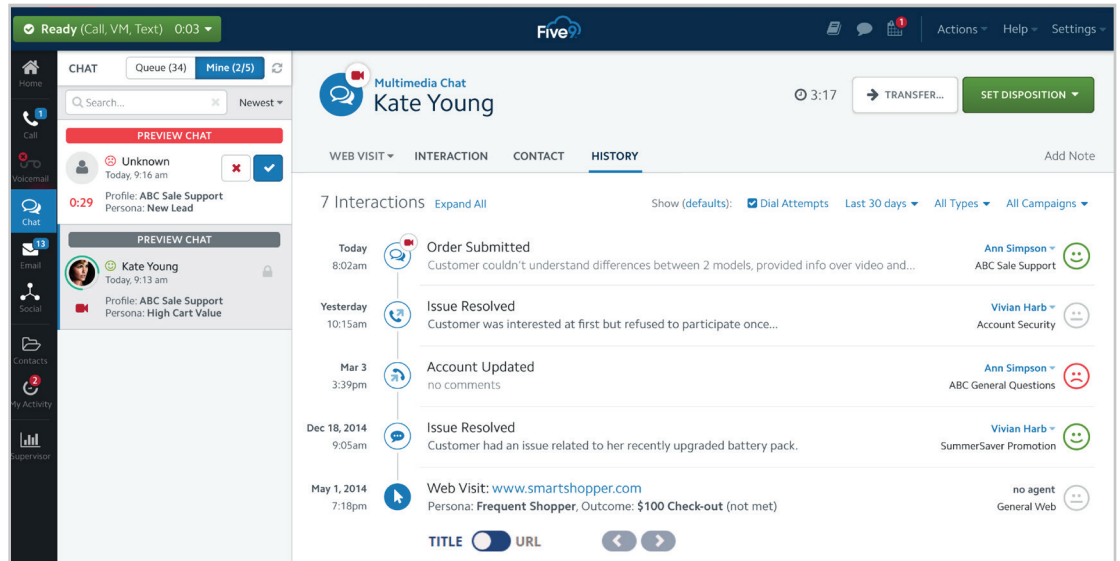 Ready (Call, VM, Text) 0:03
Five9
1
Actions
Help
Settings
Home
1
Call
9
Voicemail
Chat
13
Email
Social
Contacts
2
My Activity
Supervisor
CHAT
Queue (34)
Mine (2/5)
Search...
Newest
PREVIEW CHAT
Unknown
Today, 9:16 am
0:29
Profile: ABC Sale Support
Persona: New Lead
PREVIEW CHAT
Kate Young
Today, 9:13 am
Profile: ABC Sale Support
Persona: High Cart Value
Multimedia Chat
Kate Young
3:17
TRANSFER...
SET DISPOSITION
WEB VISIT
INTERACTION
CONTACT
HISTORY
Add Note
7 Interactions
Expand All
Show (defaults):
Dial Attempts
Last 30 days
All Types
All Campaigns
Today
8:02am
Order Submitted
Customer couldn't understand differences between 2 models, provided info over video and...
Ann Simpson
ABC Sale Support
Yesterday
10:15am
Issue Resolved
Customer was interested at first but refused to participate once...
Vivian Harb
Account Security
Mar 3
3:39pm
Account Updated
no comments
Ann Simpson
ABC General Questions
Dec 18, 2014
9:05am
Issue Resolved
Customer had an issue related to her recently upgraded battery pack.
Vivian Harb
SummerSaver Promotion
May 1, 2014
7:18pm
Web Visit: www.smartshopper.com
Persona: Frequent Shopper, Outcome: $100 Check-out (not met)
no agent
General Web
TITLE
URL